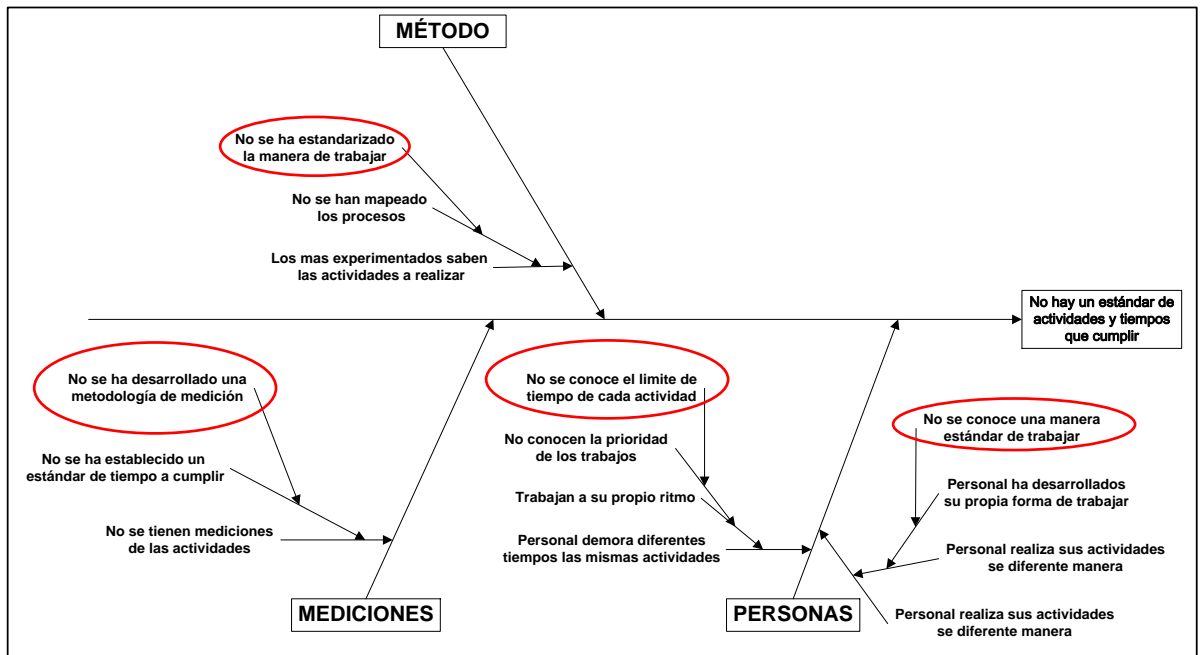 MÉTODO
No se ha estandarizado
la manera de trabajar
No se han mapeado
los procesos
Los mas experimentados saben
las actividades a realizar
No hay un estándar de
actividades y tiempos
que cumplir
No se ha desarrollado una
metodología de medición
No se ha establecido un
estándar de tiempo a cumplir
No se tienen mediciones
de las actividades
MEDICIONES
No se conoce el limite de
tiempo de cada actividad
No conocen la prioridad
de los trabajos
Trabajan a su propio ritmo
Personal demora diferentes
tiempos las mismas actividades
PERSONAS
No se conoce una manera
estándar de trabajar
Personal ha desarrollados
su propia forma de trabajar
Personal realiza sus actividades
se diferente manera
Personal realiza sus actividades
se diferente manera